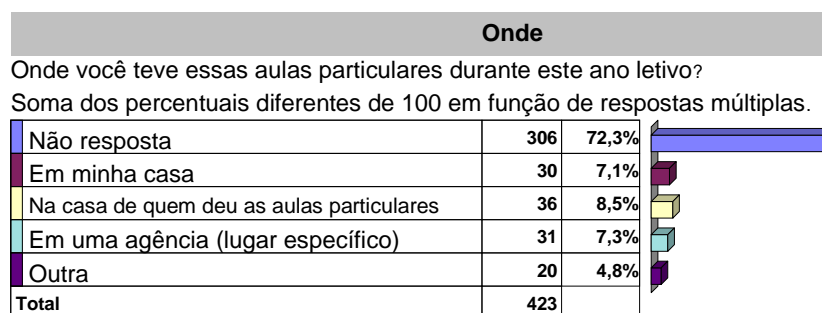 Onde
Onde você teve essas aulas particulares durante este ano letivo?
Soma dos percentuais diferentes de 100 em função de respostas múltiplas.
Não resposta 306 72,3%
Em minha casa 30 7,1%
Na casa de quem deu as aulas particulares 36 8,5%
Em uma agência (lugar específico) 31 7,3%
Outra 20 4,8%
Total 423